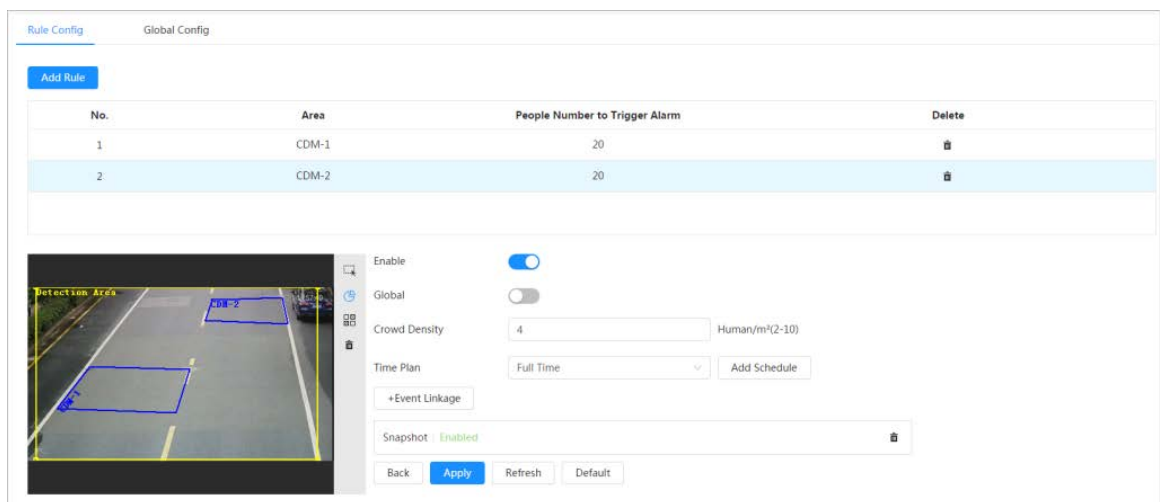 Rule Config Global Config
Add Rule
No. Area People Number to Trigger Alarm Delete
1 CDM-1 20
2 CDM-2 20
Detection Area
CDM-2
CDM-1
Enable
Global
Crowd Density 4 Human/m²(2-10)
Time Plan Full Time Add Schedule
+Event Linkage
Snapshot : Enabled
Back Apply Refresh Default